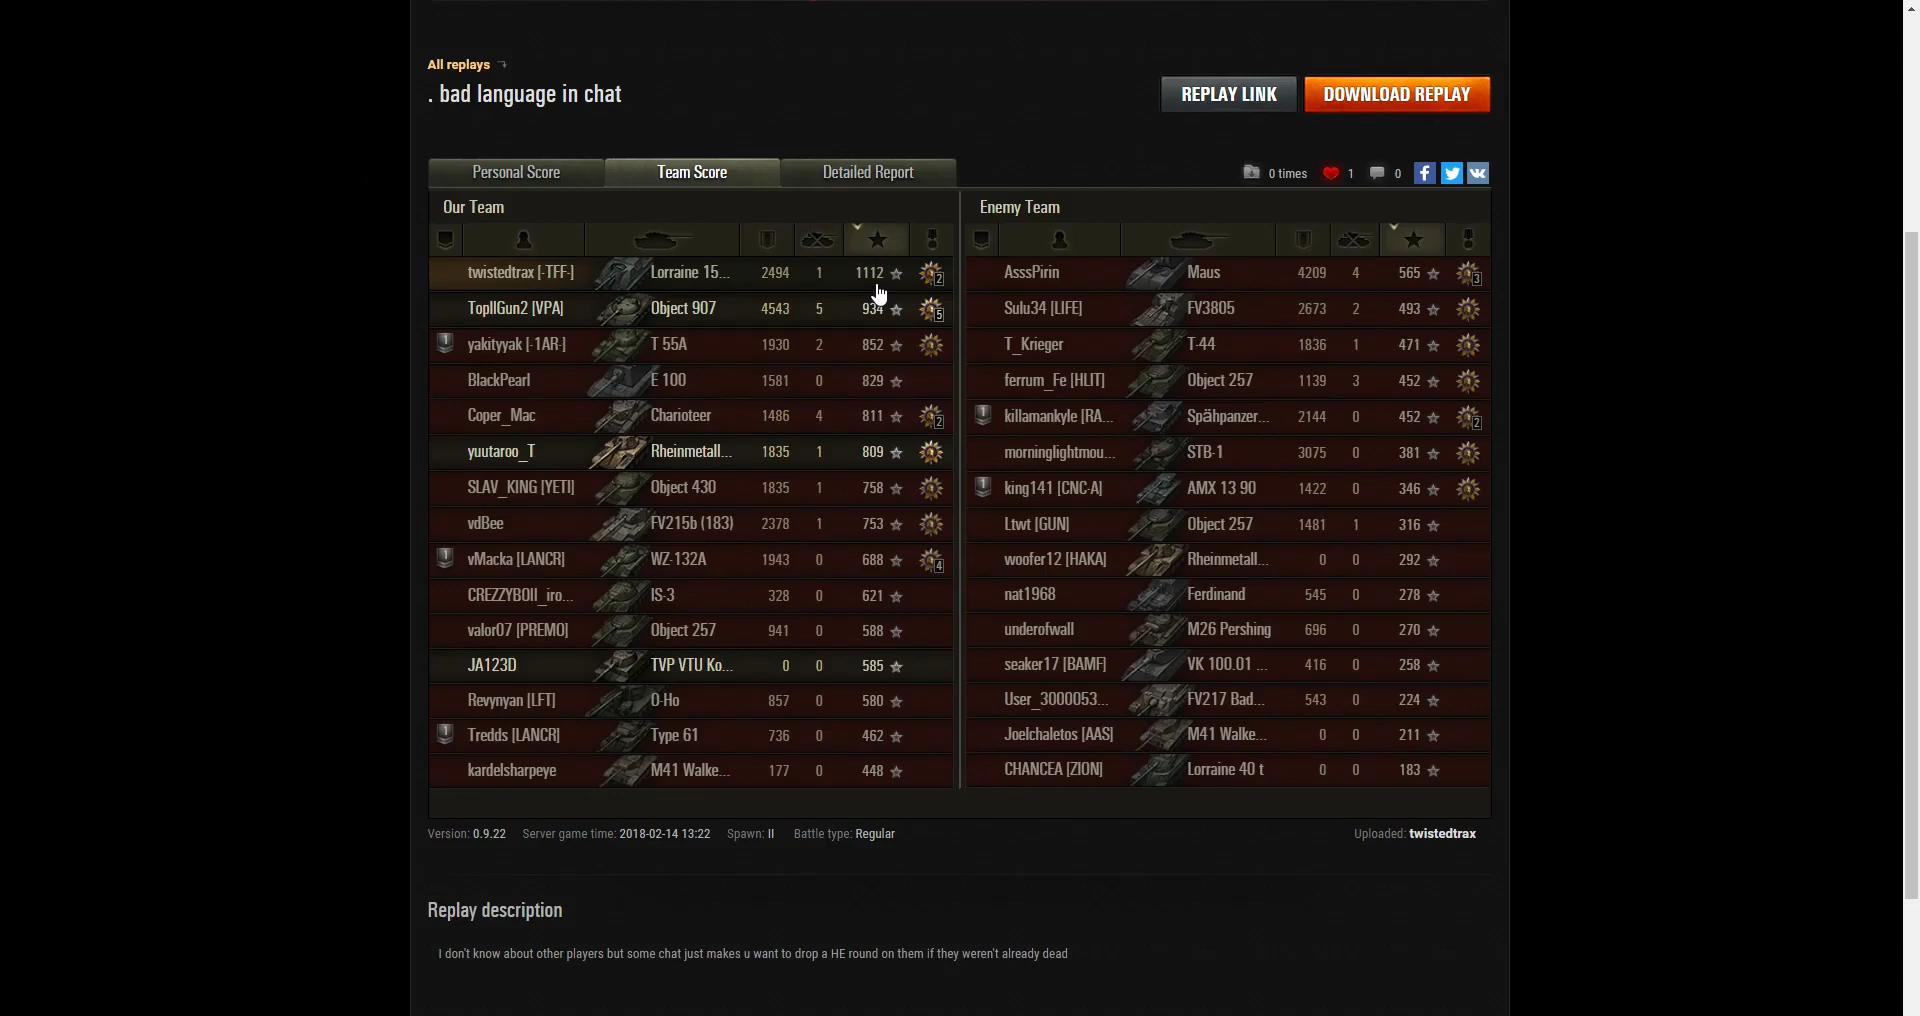 All replays
. bad language in chat
REPLAY LINK
DOWNLOAD REPLAY
Personal Score
Team Score
Detailed Report
0 times
1
0
Our Team
Enemy Team
twistedtrax [-TFF-] Lorraine 15... 2494 1 1112 2
TopllGun2 [VPA] Object 907 4543 5 934 5
1 yakityyak [-1AR-] T 55A 1930 2 852
BlackPearl E 100 1581 0 829
Coper_Mac Charioteer 1486 4 811 2
yuutaroo_T Rheinmetall... 1835 1 809
SLAV_KING [YETI] Object 430 1835 1 758
vdBee FV215b (183) 2378 1 753
1 vMacka [LANCR] WZ-132A 1943 0 688 4
CREZZYBOII_iro... IS-3 328 0 621
valor07 [PREMO] Object 257 941 0 588
JA123D TVP VTU Ko... 0 0 585
Revynyan [LFT] O-Ho 857 0 580
1 Tredds [LANCR] Type 61 736 0 462
kardelsharpeye M41 Walke... 177 0 448
AsssPirin Maus 4209 4 565 3
Sulu34 [LIFE] FV3805 2673 2 493
T_Krieger T-44 1836 1 471
ferrum_Fe [HLIT] Object 257 1139 3 452
1 killamankyle [RA... Spähpanzer... 2144 0 452 2
morninglightmou... STB-1 3075 0 381
1 king141 [CNC-A] AMX 13 90 1422 0 346
Ltwt [GUN] Object 257 1481 1 316
woofer12 [HAKA] Rheinmetall... 0 0 292
nat1968 Ferdinand 545 0 278
underofwall M26 Pershing 696 0 270
seaker17 [BAMF] VK 100.01 ... 416 0 258
User_3000053... FV217 Bad... 543 0 224
Joelchaletos [AAS] M41 Walke... 0 0 211
CHANCEA [ZION] Lorraine 40 t 0 0 183
Version: 0.9.22 Server game time: 2018-02-14 13:22 Spawn: II Battle type: Regular
Uploaded: twistedtrax
Replay description
I don't know about other players but some chat just makes u want to drop a HE round on them if they weren't already dead